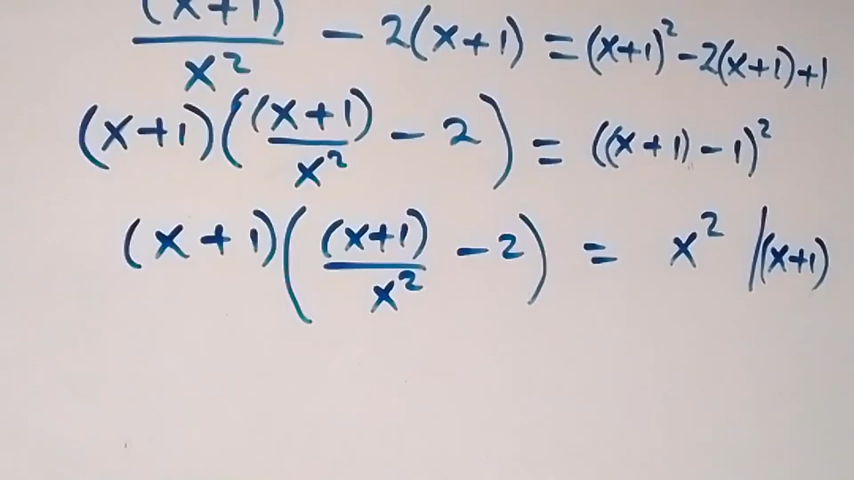 (x+1)/x² - 2(x+1) = (x+1)² - 2(x+1) + 1
(x+1)((x+1)/x² - 2) = ((x+1) - 1)²
(x+1)((x+1)/x² - 2) = x² |/(x+1)